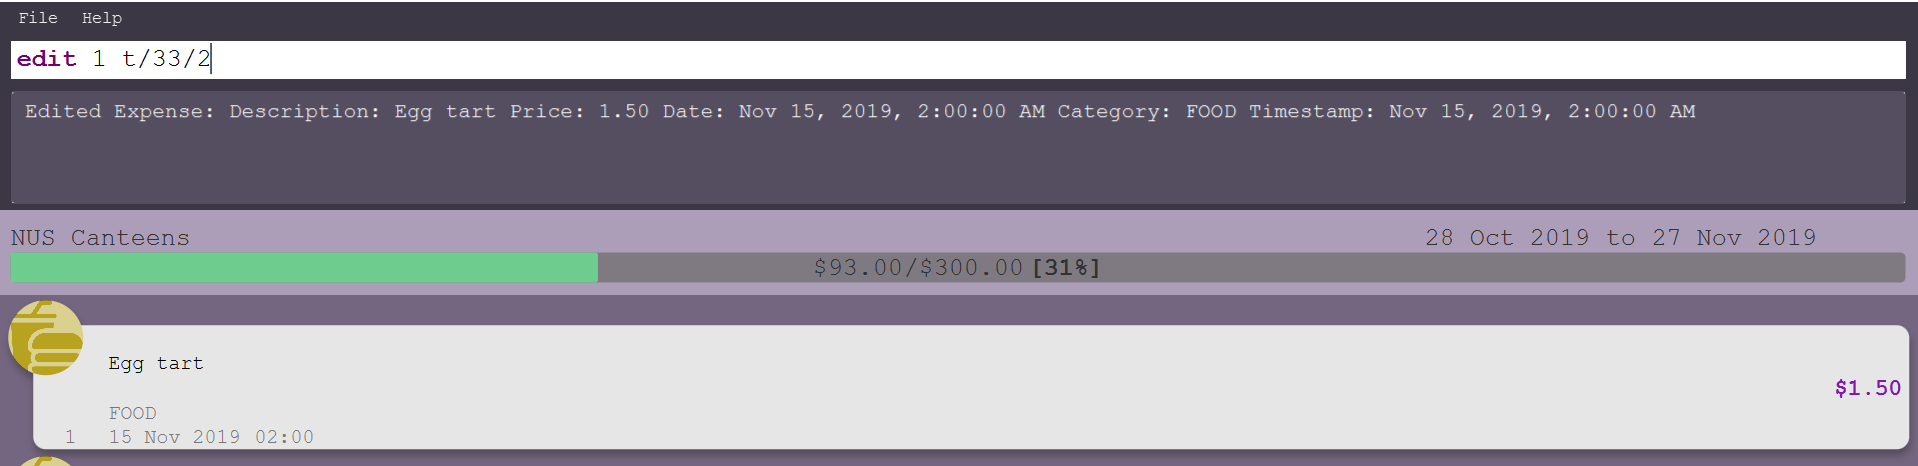 File Help
edit 1 t/33/2
Edited Expense: Description: Egg tart Price: 1.50 Date: Nov 15, 2019, 2:00:00 AM Category: FOOD Timestamp: Nov 15, 2019, 2:00:00 AM
NUS Canteens 28 Oct 2019 to 27 Nov 2019
$93.00/$300.00 [31%]
Egg tart
$1.50
FOOD
1 15 Nov 2019 02:00